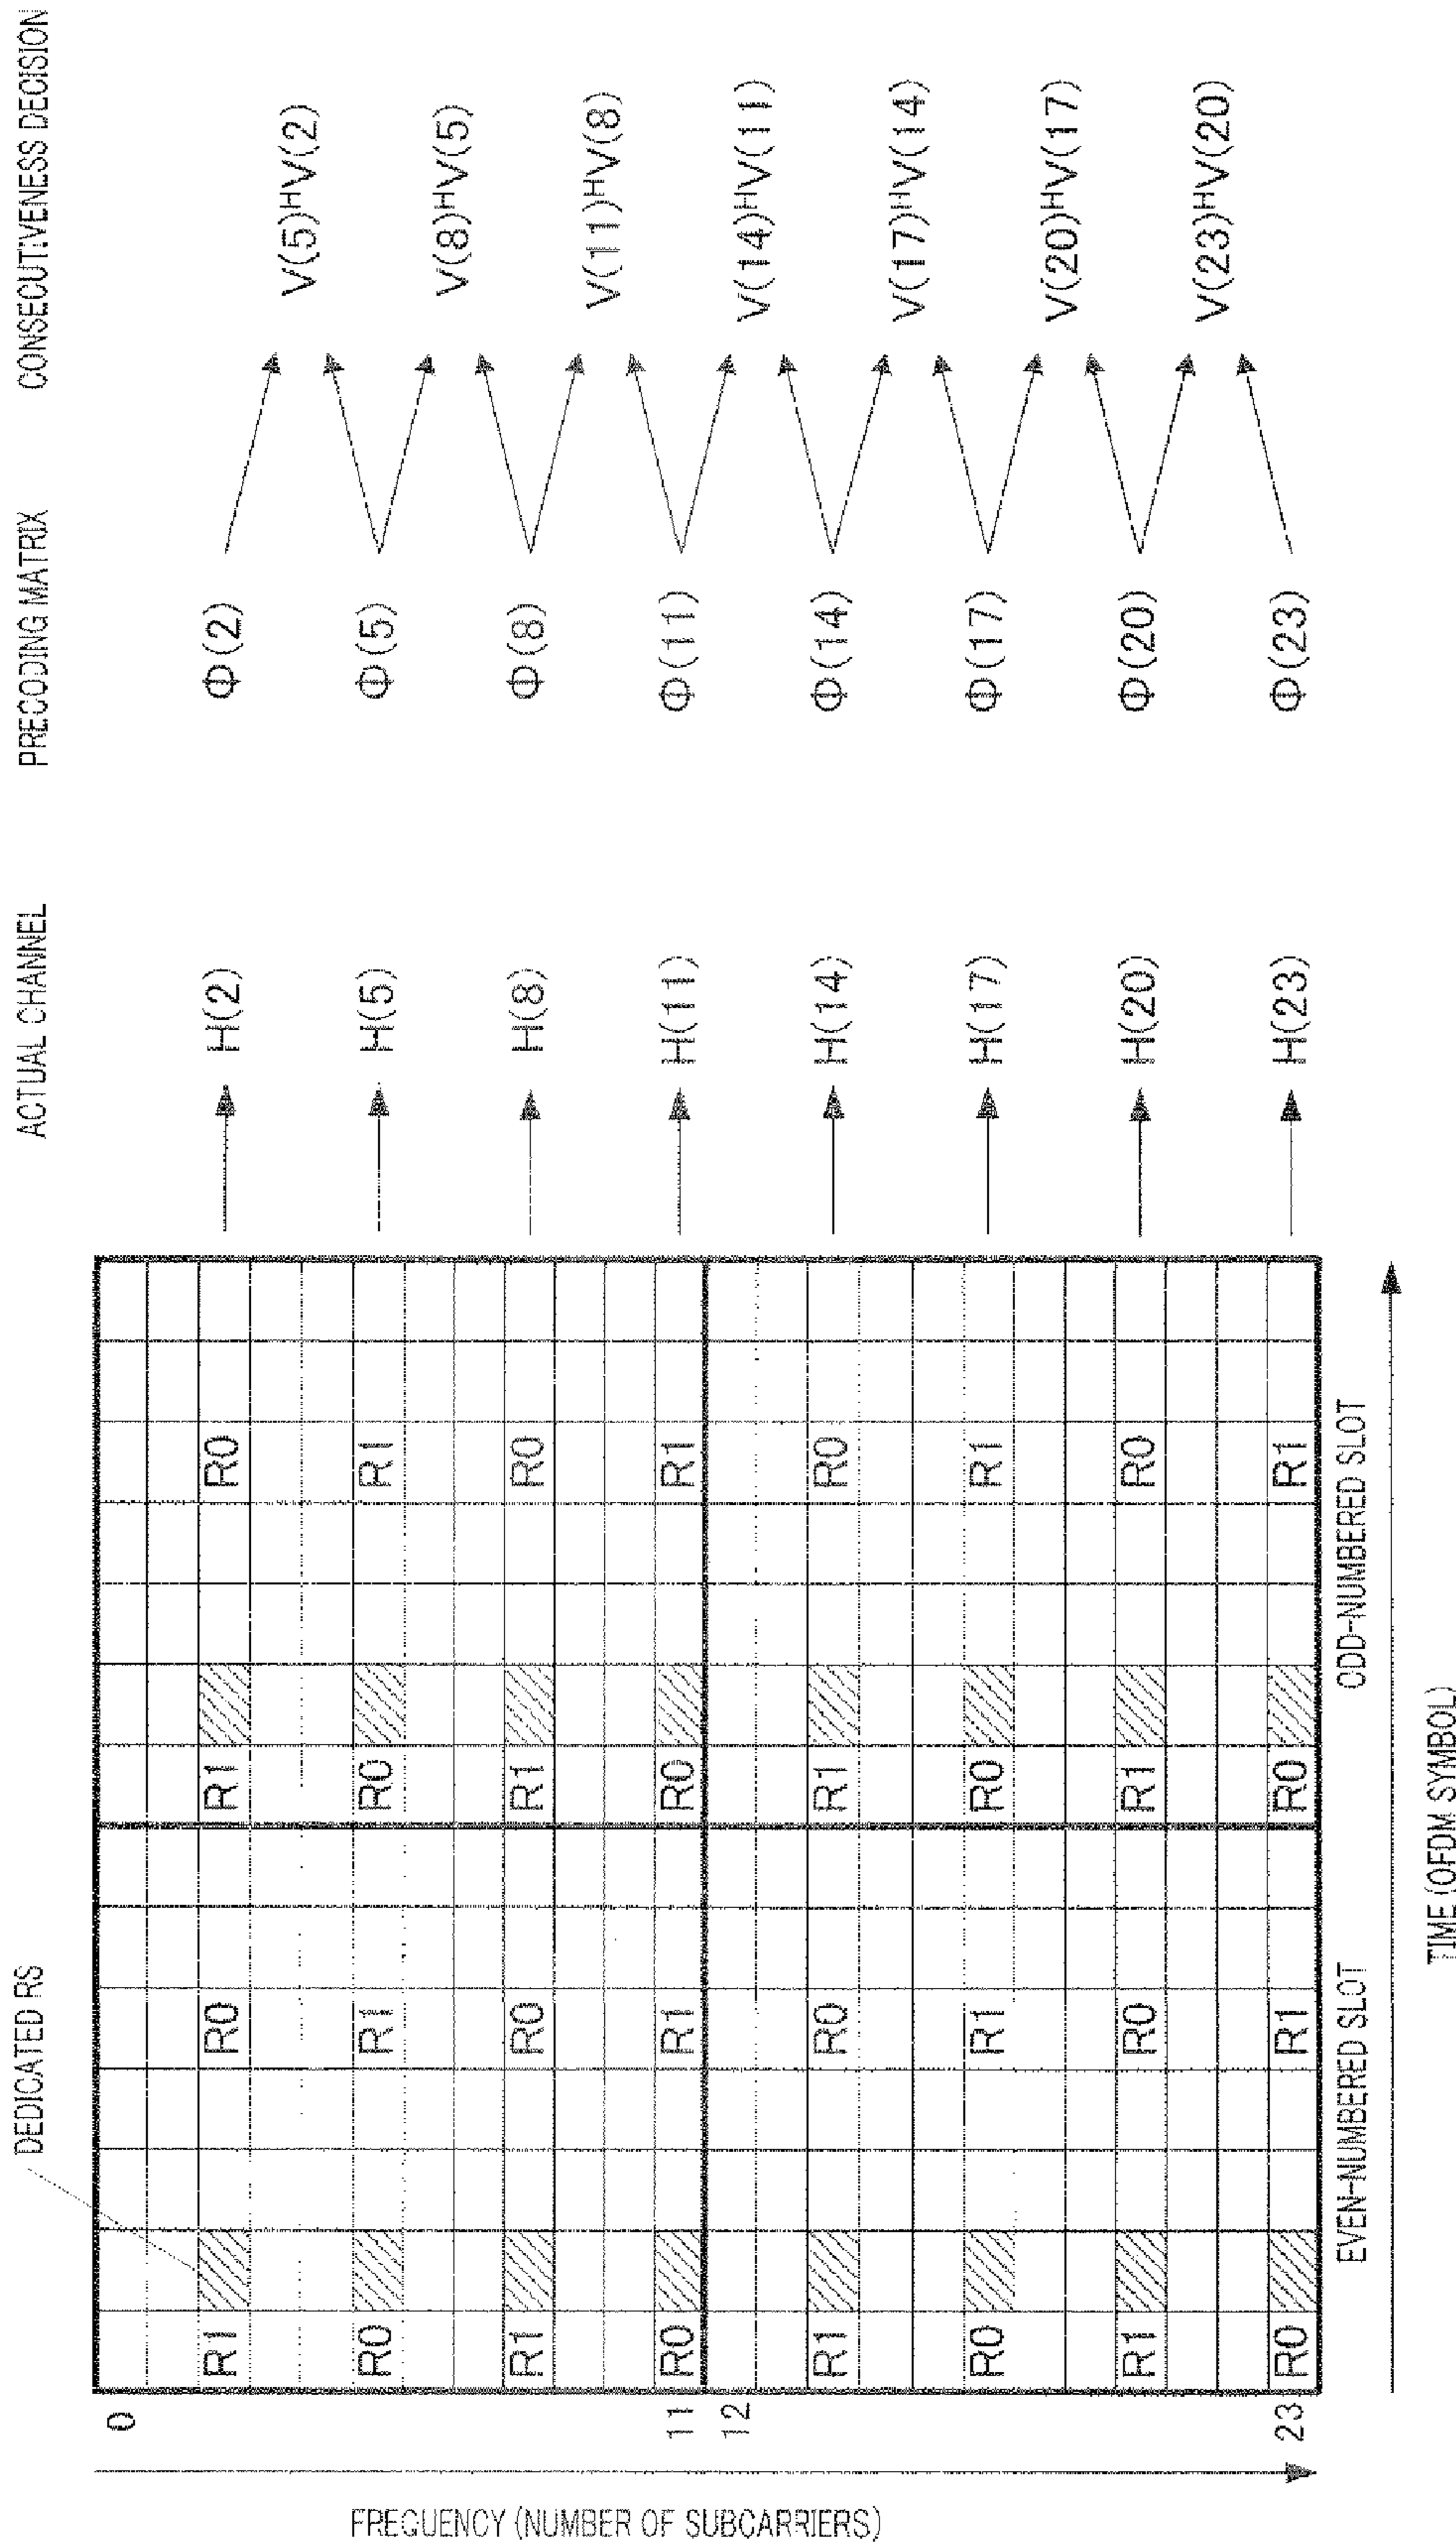 DEDICATED RS
ACTUAL CHANNEL
PRECODING MATRIX
CONSECUTIVENESS DECISION
FREGUENCY (NUMBER OF SUBCARRIERS)
0
R1 R0 R1 R0 H(2) Φ(2)
V(5)ᴴV(2)
R0 R1 R0 R1 H(5) Φ(5)
V(8)ᴴV(5)
R1 R0 R1 R0 H(8) Φ(8)
V(11)ᴴV(8)
11 R0 R1 R0 R1 H(11) Φ(11)
12
V(14)ᴴV(11)
R1 R0 R1 R0 H(14) Φ(14)
V(17)ᴴV(14)
R0 R1 R0 R1 H(17) Φ(17)
V(20)ᴴV(17)
R1 R0 R1 R0 H(20) Φ(20)
V(23)ᴴV(20)
23 R0 R1 R0 R1 H(23) Φ(23)
EVEN-NUMBERED SLOT
ODD-NUMBERED SLOT
TIME (OFDM SYMBOL)